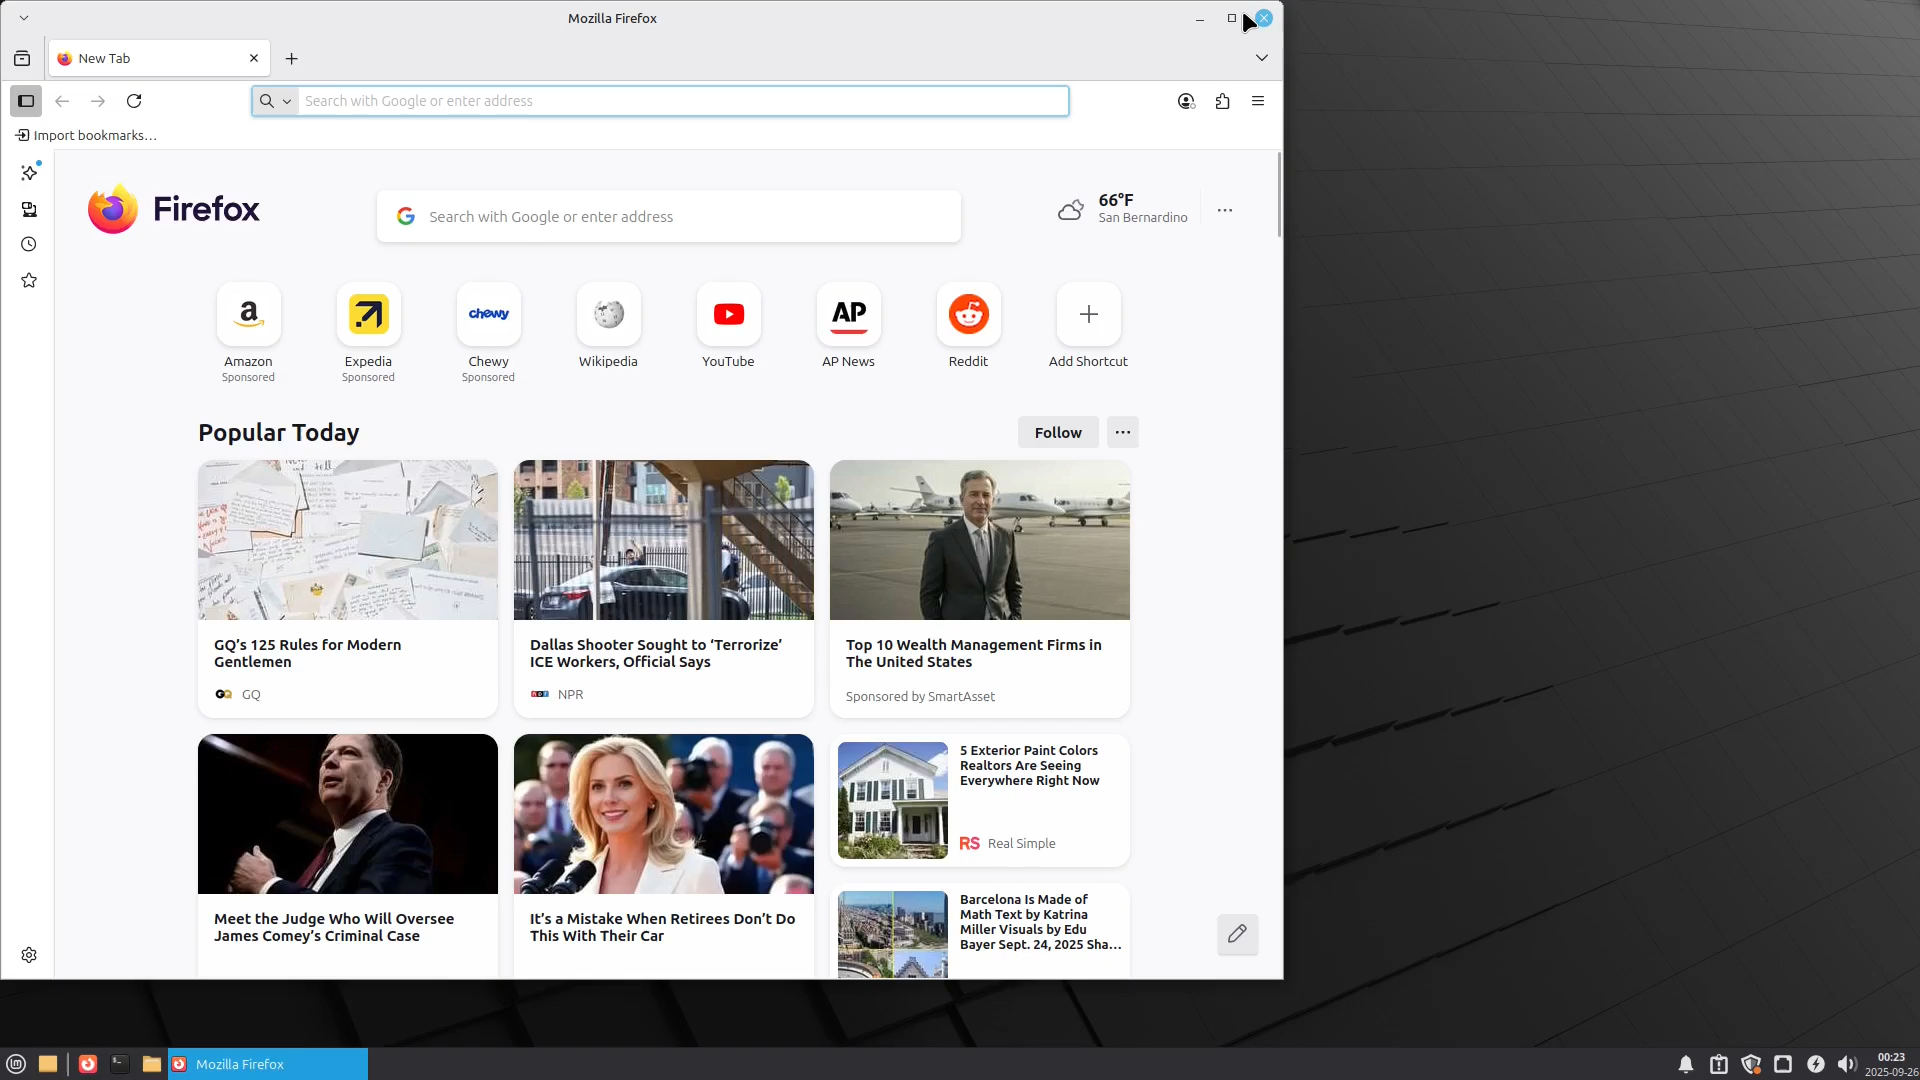 Mozilla Firefox
New Tab
Search with Google or enter address
Import bookmarks…
Firefox
Search with Google or enter address
66°F
San Bernardino
Amazon
Sponsored
Expedia
Sponsored
chewy
Chewy
Sponsored
Wikipedia
YouTube
AP
AP News
Reddit
Add Shortcut
Popular Today
Follow
GQ's 125 Rules for Modern
Gentlemen
GQ
Dallas Shooter Sought to ‘Terrorize’
ICE Workers, Official Says
NPR
Top 10 Wealth Management Firms in
The United States
Sponsored by SmartAsset
Meet the Judge Who Will Oversee
James Comey’s Criminal Case
It’s a Mistake When Retirees Don’t Do
This With Their Car
5 Exterior Paint Colors
Realtors Are Seeing
Everywhere Right Now
RS Real Simple
Barcelona Is Made of
Math Text by Katrina
Miller Visuals by Edu
Bayer Sept. 24, 2025 Sha…
Mozilla Firefox
00:23
2025-09-26